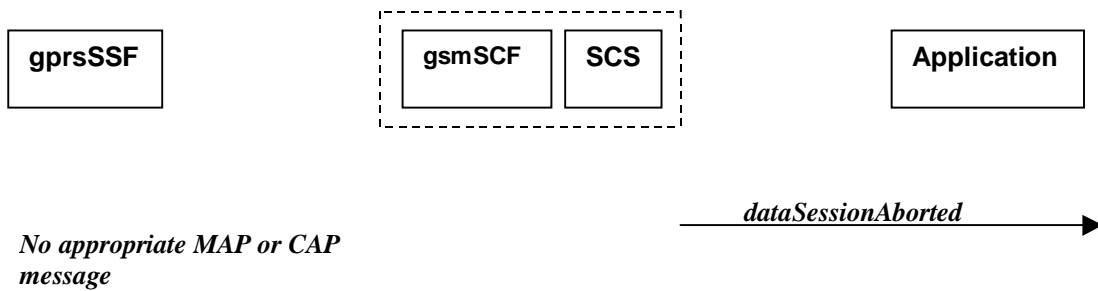 gprsSSF
gsmSCF
SCS
Application
dataSessionAborted
No appropriate MAP or CAP
message